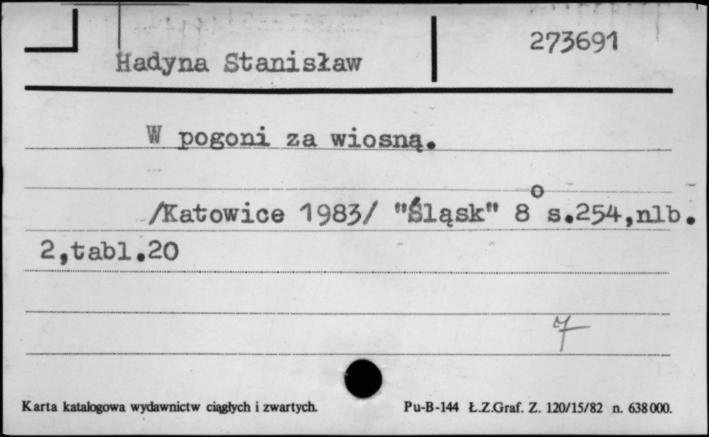 273691
Hadyna Stanisław
W pogoni za wiosną.
/Katowice 1983/ "Śląsk" 8° s.254,nlb.
2,tabl.20
7
Karta katalogowa wydawnictw ciągłych i zwartych. Pu-B-144 Ł.Z.Graf. Z. 120/15/82 n. 638000.